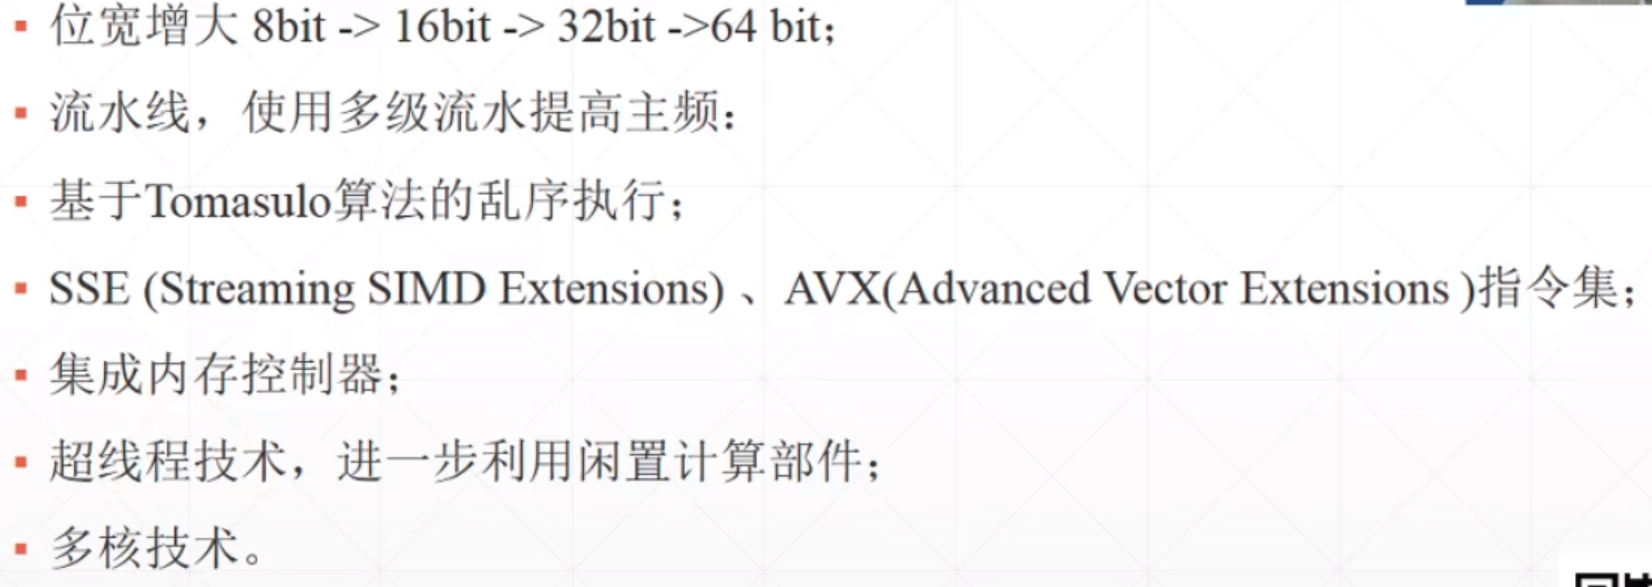 ▪ 位宽增大 8bit -> 16bit -> 32bit ->64 bit;
▪ 流水线，使用多级流水提高主频：
▪ 基于Tomasulo算法的乱序执行；
▪ SSE (Streaming SIMD Extensions) 、AVX(Advanced Vector Extensions )指令集；
▪ 集成内存控制器；
▪ 超线程技术，进一步利用闲置计算部件；
▪ 多核技术。